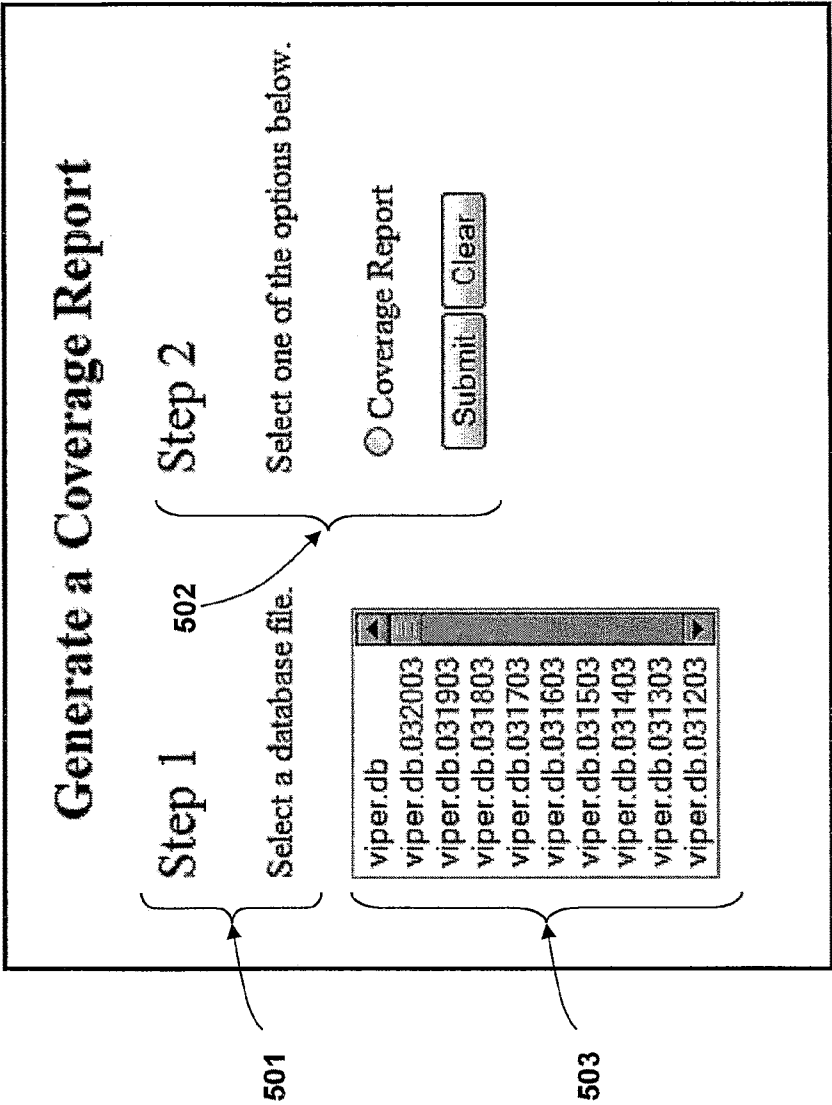 Generate a Coverage Report
Step 1
Select a database file.
501
502
Step 2
Select one of the options below.
Coverage Report
Submit Clear
viper.db
viper.db.032003
viper.db.031903
viper.db.031803
viper.db.031703
viper.db.031603
viper.db.031503
viper.db.031403
viper.db.031303
viper.db.031203
503